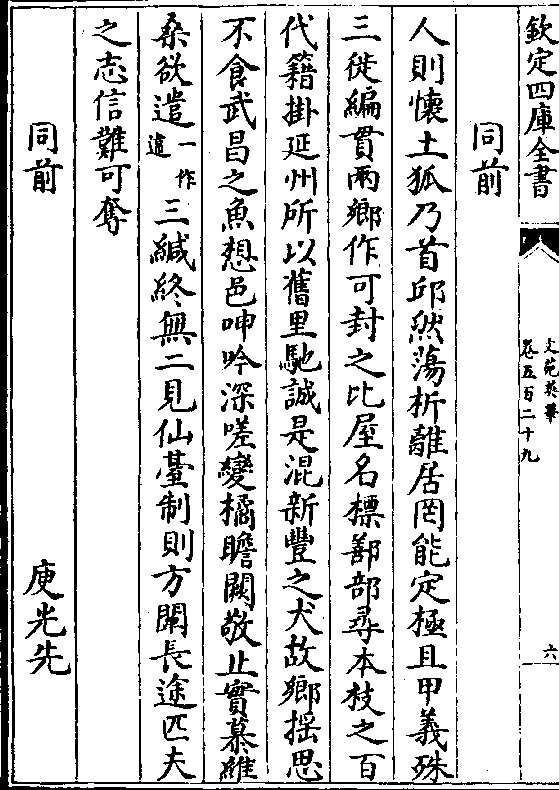 欽定四庫全書
文苑英華
卷五百二十九
六
同前
人則懷土狐乃首邱然蕩析離居罔能定極且甲義殊
三徙編貫兩鄉作可封之比屋名標鄯部尋本枝之百
代籍掛延州所以舊里馳誠是混新豐之犬故鄉揺思
不食武昌之魚想邑呻吟深嗟變橘瞻闕敬止實慕維
桑欲遣一作遺三緘終無二見仙臺制則方闡長途匹夫
之志信難可奪
同前
庾光先